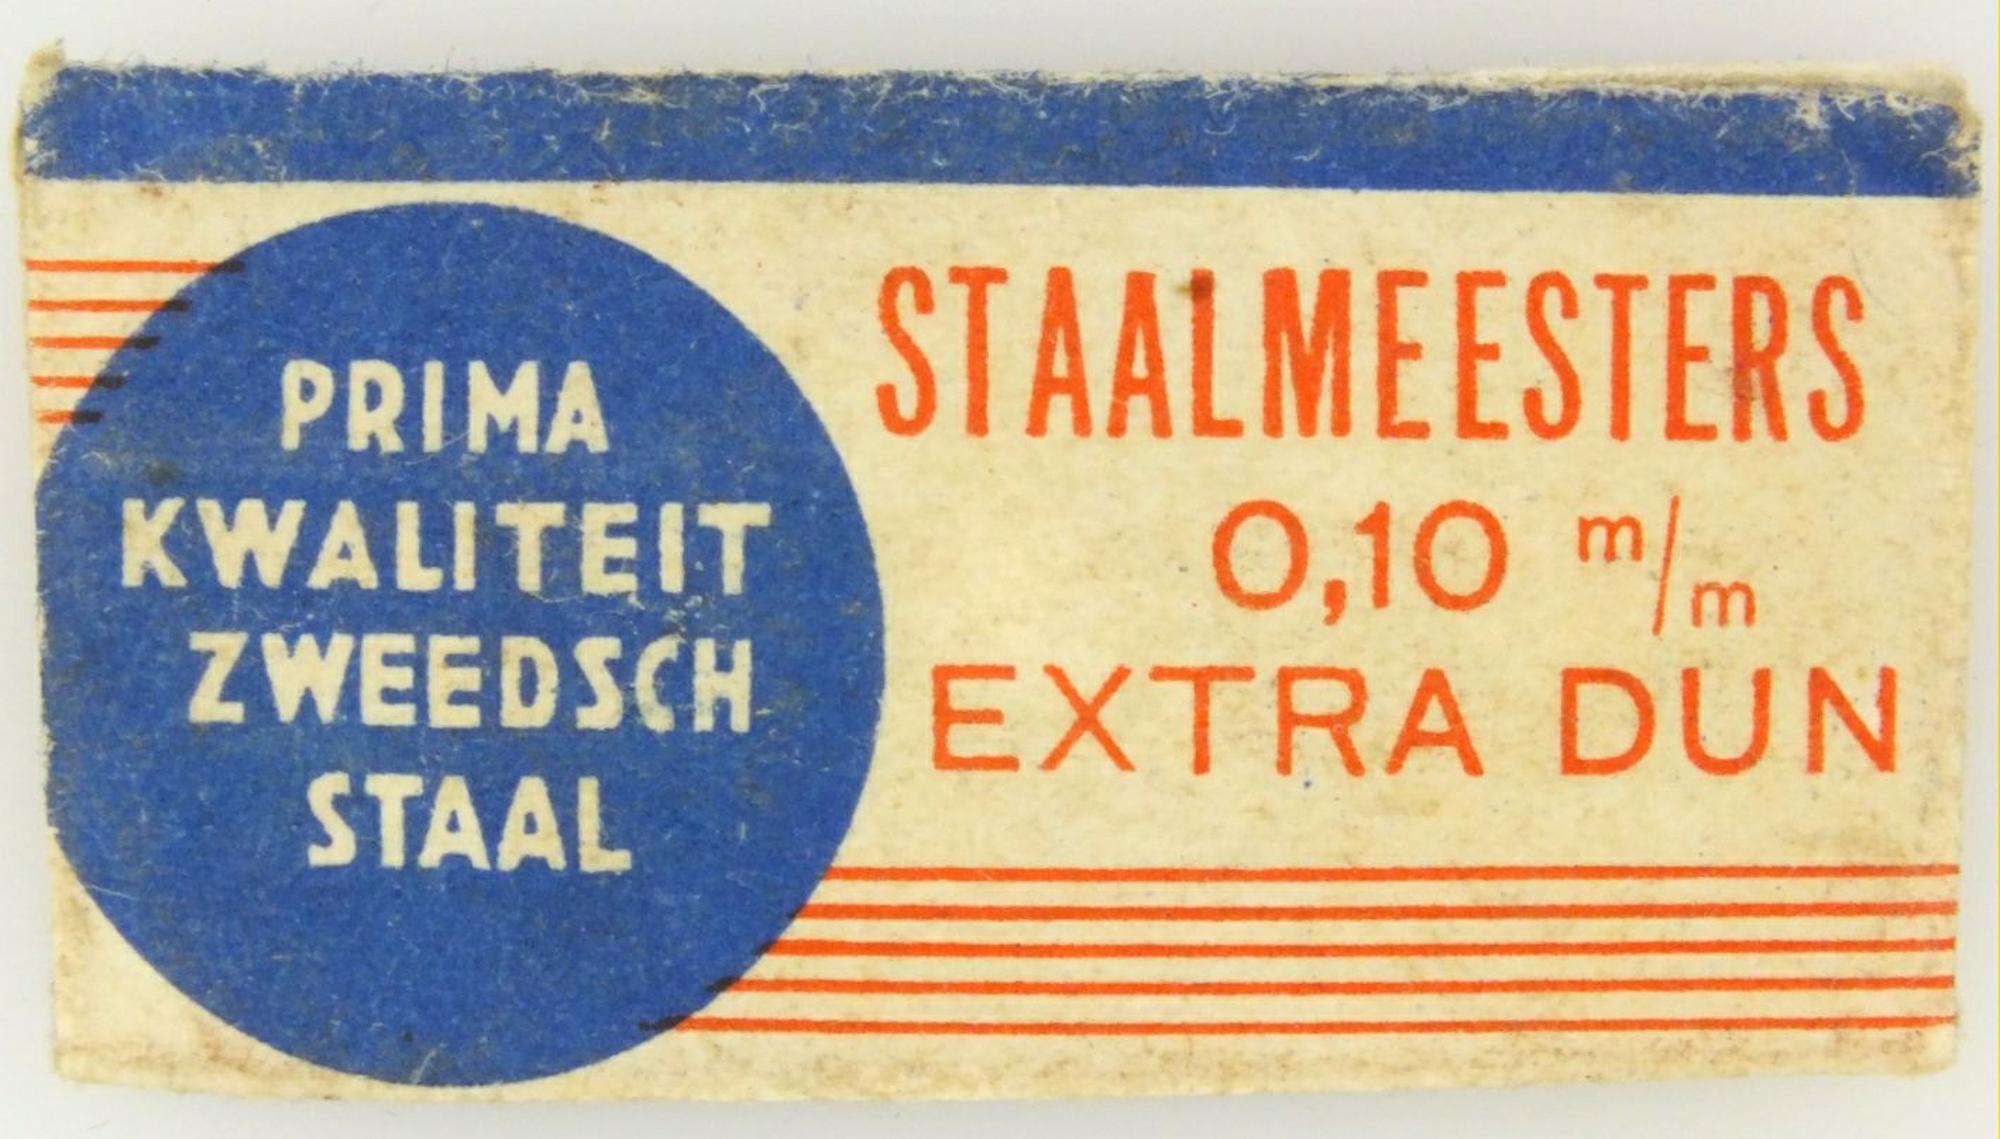 PRIMA
KWALITEIT
ZWEEDSCH
STAAL
STAALMEESTERS
0,10 m/m
EXTRA DUN